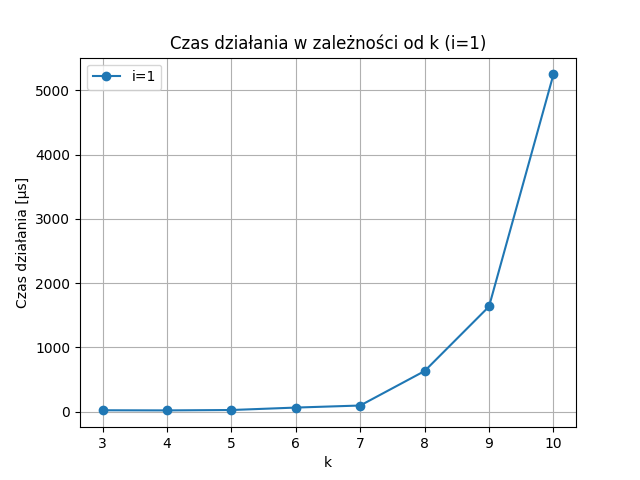 Czas działania w zależności od k (i=1)
i=1
Czas działania [µs]
5000
4000
3000
2000
1000
0
3 4 5 6 7 8 9 10
k